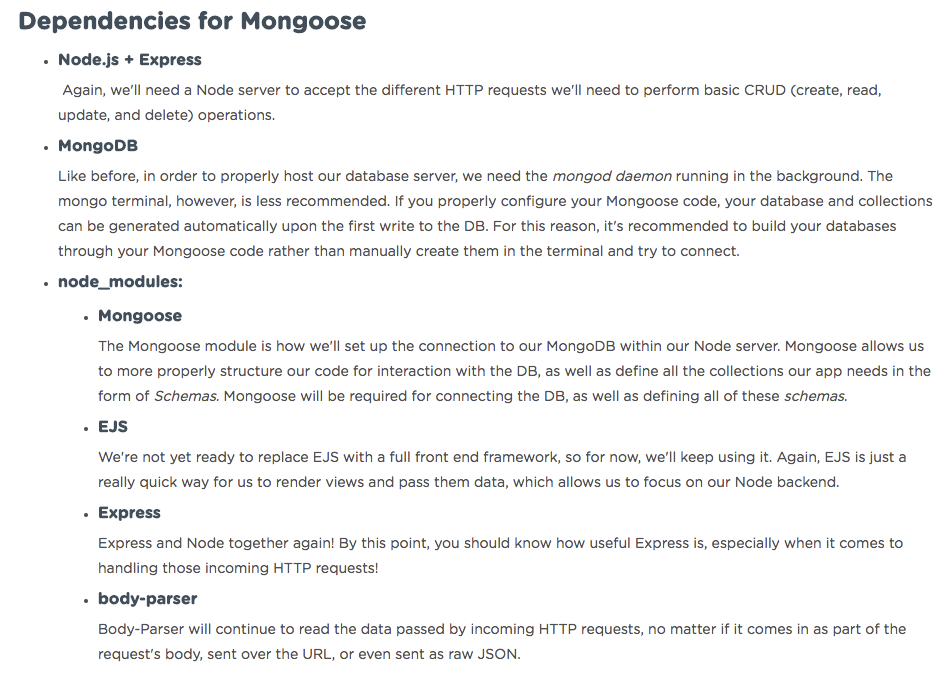 Dependencies for Mongoose
• Node.js + Express
Again, we'll need a Node server to accept the different HTTP requests we'll need to perform basic CRUD (create, read,
update, and delete) operations.
• MongoDB
Like before, in order to properly host our database server, we need the mongod daemon running in the background. The
mongo terminal, however, is less recommended. If you properly configure your Mongoose code, your database and collections
can be generated automatically upon the first write to the DB. For this reason, it's recommended to build your databases
through your Mongoose code rather than manually create them in the terminal and try to connect.
• node_modules:
• Mongoose
The Mongoose module is how we'll set up the connection to our MongoDB within our Node server. Mongoose allows us
to more properly structure our code for interaction with the DB, as well as define all the collections our app needs in the
form of Schemas. Mongoose will be required for connecting the DB, as well as defining all of these schemas.
• EJS
We're not yet ready to replace EJS with a full front end framework, so for now, we'll keep using it. Again, EJS is just a
really quick way for us to render views and pass them data, which allows us to focus on our Node backend.
• Express
Express and Node together again! By this point, you should know how useful Express is, especially when it comes to
handling those incoming HTTP requests!
• body-parser
Body-Parser will continue to read the data passed by incoming HTTP requests, no matter if it comes in as part of the
request's body, sent over the URL, or even sent as raw JSON.